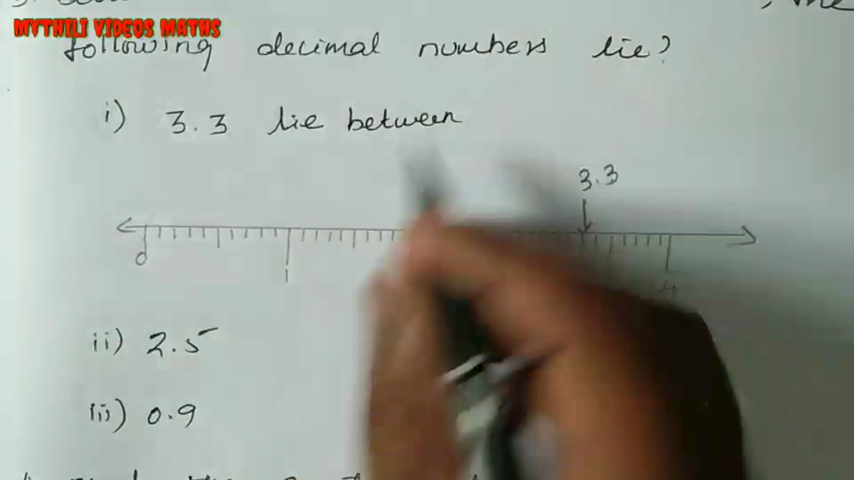 MYTHILI VIDEOS MATHS
following decimal numbers lie?
i) 3.3 lie between
3.3
0 1 4
ii) 2.5
iii) 0.9